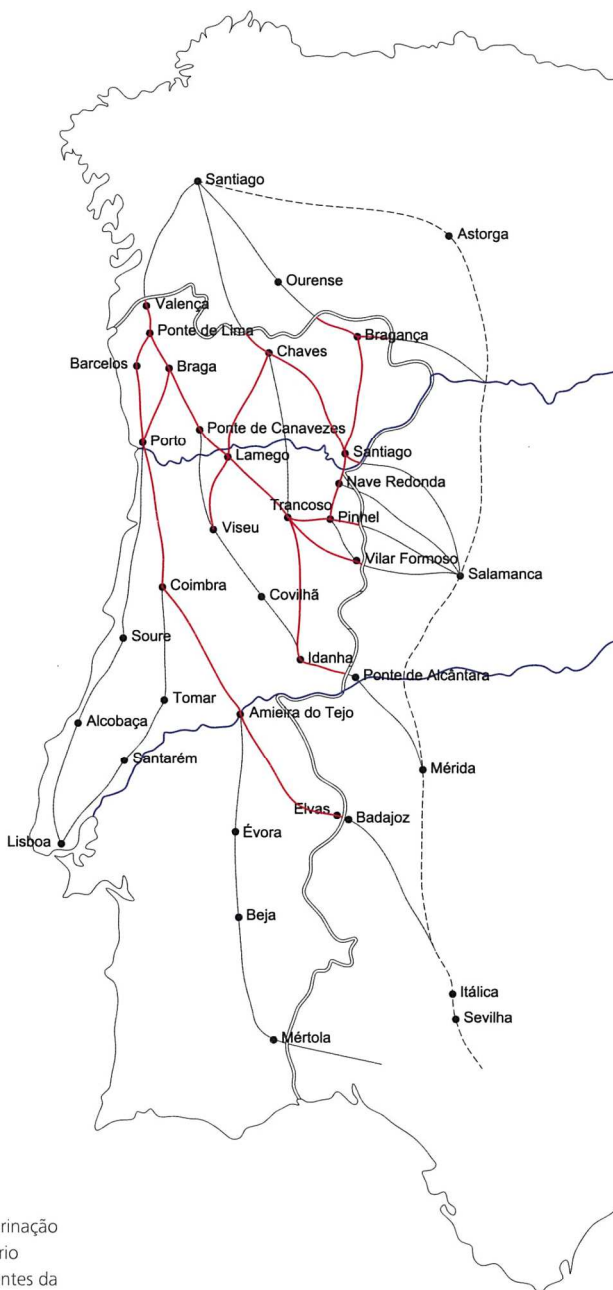 Santiago
Astorga
Ourense
Valença
Ponte de Lima
Bragança
Chaves
Barcelos
Braga
Ponte de Canavezes
Porto
Lamego
Santiago
Nave Redonda
Trancoso
Pinhel
Viseu
Vilar Formoso
Salamanca
Coimbra
Covilhã
Soure
Idanha
Ponte de Alcântara
Tomar
Amieira do Tejo
Alcobaça
Santarém
Mérida
Elvas
Badajoz
Lisboa
Évora
Beja
Itálica
Sevilha
Mértola
rinação
rio
ntes da